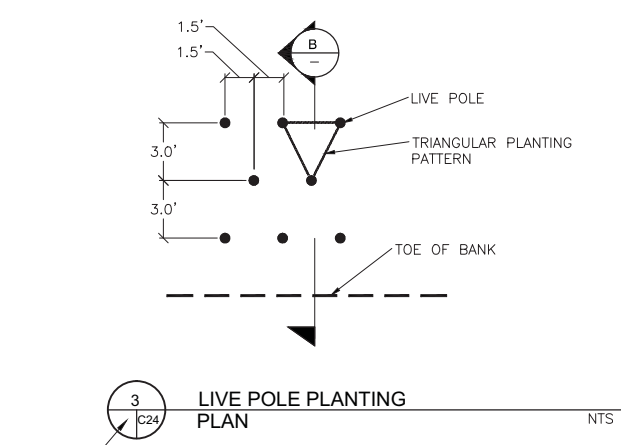 1.5'
1.5'
B
–
LIVE POLE
3.0'
TRIANGULAR PLANTING
PATTERN
3.0'
TOE OF BANK
3
C24
LIVE POLE PLANTING
PLAN
NTS